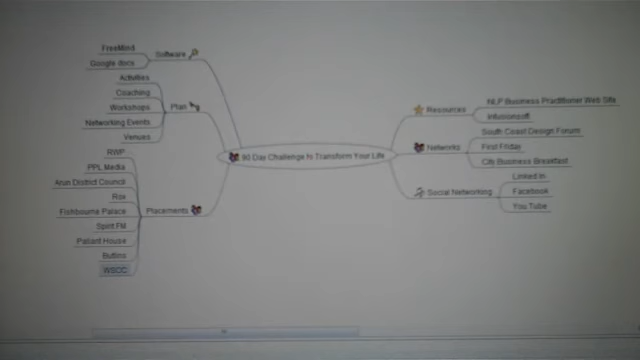 FreeMind
Google docs
Software
Activities
Coaching
Workshops
Networking Events
Venues
Plan
RWP
PPL Media
Arun District Council
Rox
Fishbourne Palace
Spirit FM
Pallant House
Butlins
WSCC
Placements
90 Day Challenge to Transform Your Life
Resources
NLP Business Practitioner Web Site
Infusionsoft
Networks
South Coast Design Forum
First Friday
City Business Breakfast
Social Networking
Linked In
Facebook
You Tube